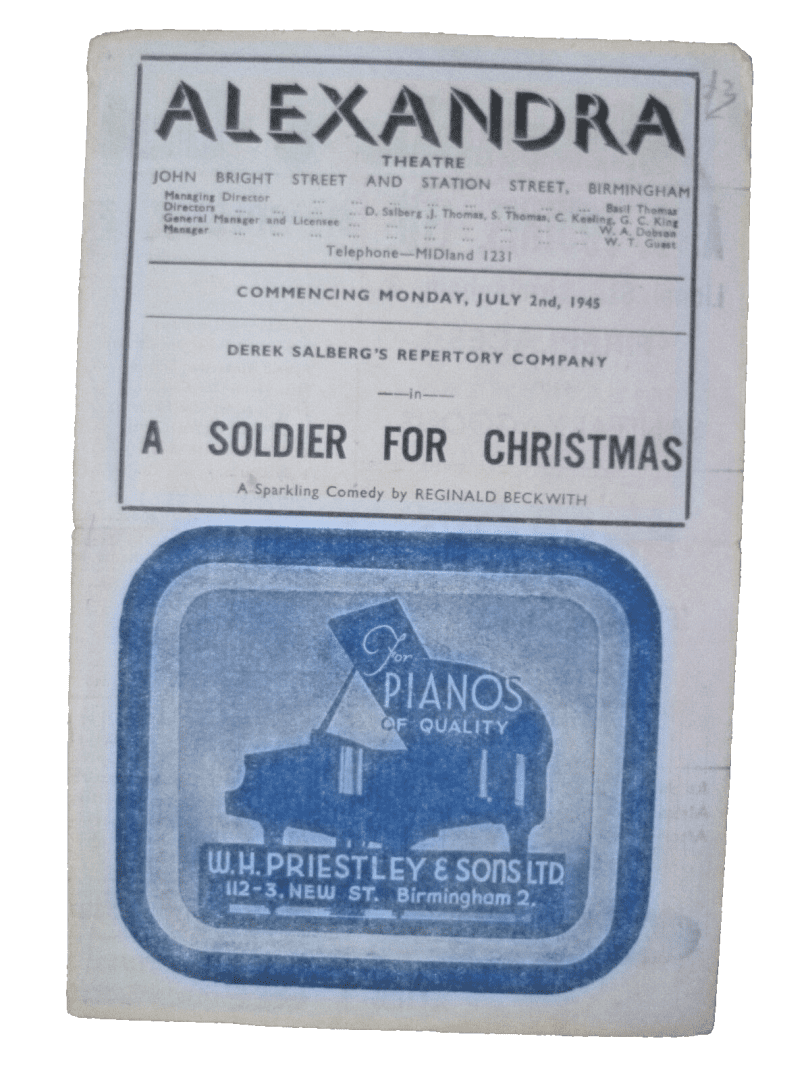 £3
ALEXANDRA
THEATRE
JOHN BRIGHT STREET AND STATION STREET, BIRMINGHAM
Managing Director ... ... ... ... ... ... ... Basil Thomas
Directors ... ... ... ... D. Salberg, J. Thomas, S. Thomas, C. Keeling, G. C. King
General Manager and Licensee ... ... ... ... ... ... W. A. Dobson
Manager ... ... ... ... ... ... ... ... W. T. Guest
Telephone—MIDland 1231
COMMENCING MONDAY, JULY 2nd, 1945
DEREK SALBERG'S REPERTORY COMPANY
——in——
A SOLDIER FOR CHRISTMAS
A Sparkling Comedy by REGINALD BECKWITH
For
PIANOS
OF QUALITY
W.H. PRIESTLEY & SONS LTD
112-3, NEW ST. Birmingham 2.